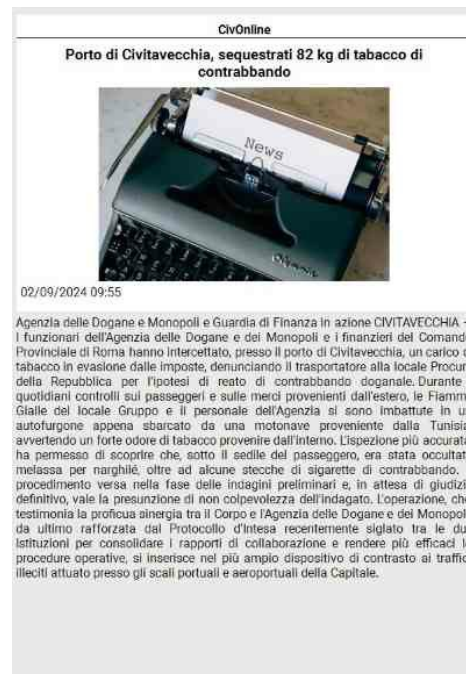 CivOnline
Porto di Civitavecchia, sequestrati 82 kg di tabacco di
contrabbando
News
Olympia
02/09/2024 09:55
Agenzia delle Dogane e Monopoli e Guardia di Finanza in azione CIVITAVECCHIA -
I funzionari dell'Agenzia delle Dogane e dei Monopoli e i finanzieri del Comand
Provinciale di Roma hanno intercettato, presso il porto di Civitavecchia, un carico d
tabacco in evasione dalle imposte, denunciando il trasportatore alla locale Procur
della Repubblica per l'ipotesi di reato di contrabbando doganale. Durante
quotidiani controlli sui passeggeri e sulle merci provenienti dall'estero, le Fiamm
Gialle del locale Gruppo e il personale dell'Agenzia si sono imbattute in u
autofurgone appena sbarcato da una motonave proveniente dalla Tunisia
avvertendo un forte odore di tabacco provenire dall'interno. L'ispezione più accurata
ha permesso di scoprire che, sotto il sedile del passeggero, era stata occultat
melassa per narghilé, oltre ad alcune stecche di sigarette di contrabbando.
procedimento versa nella fase delle indagini preliminari e, in attesa di giudizi
definitivo, vale la presunzione di non colpevolezza dell'indagato. L'operazione, che
testimonia la proficua sinergia tra il Corpo e l'Agenzia delle Dogane e dei Monopol
da ultimo rafforzata dal Protocollo d'Intesa recentemente siglato tra le du
Istituzioni per consolidare i rapporti di collaborazione e rendere più efficaci l
procedure operative, si inserisce nel più ampio dispositivo di contrasto ai traffic
illeciti attuato presso gli scali portuali e aeroportuali della Capitale.